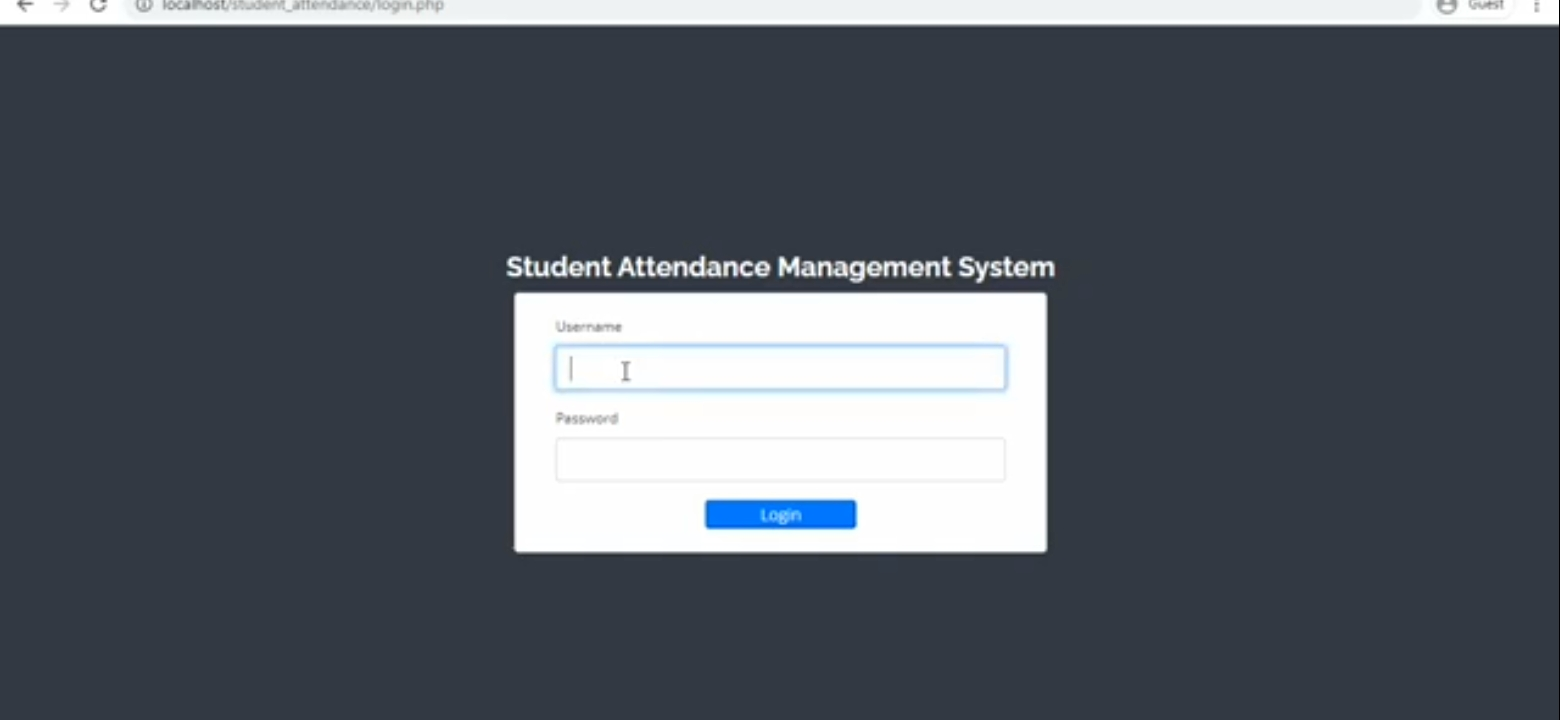 localhost/student_attendance/login.php
Guest
Student Attendance Management System
Username
Password
Login